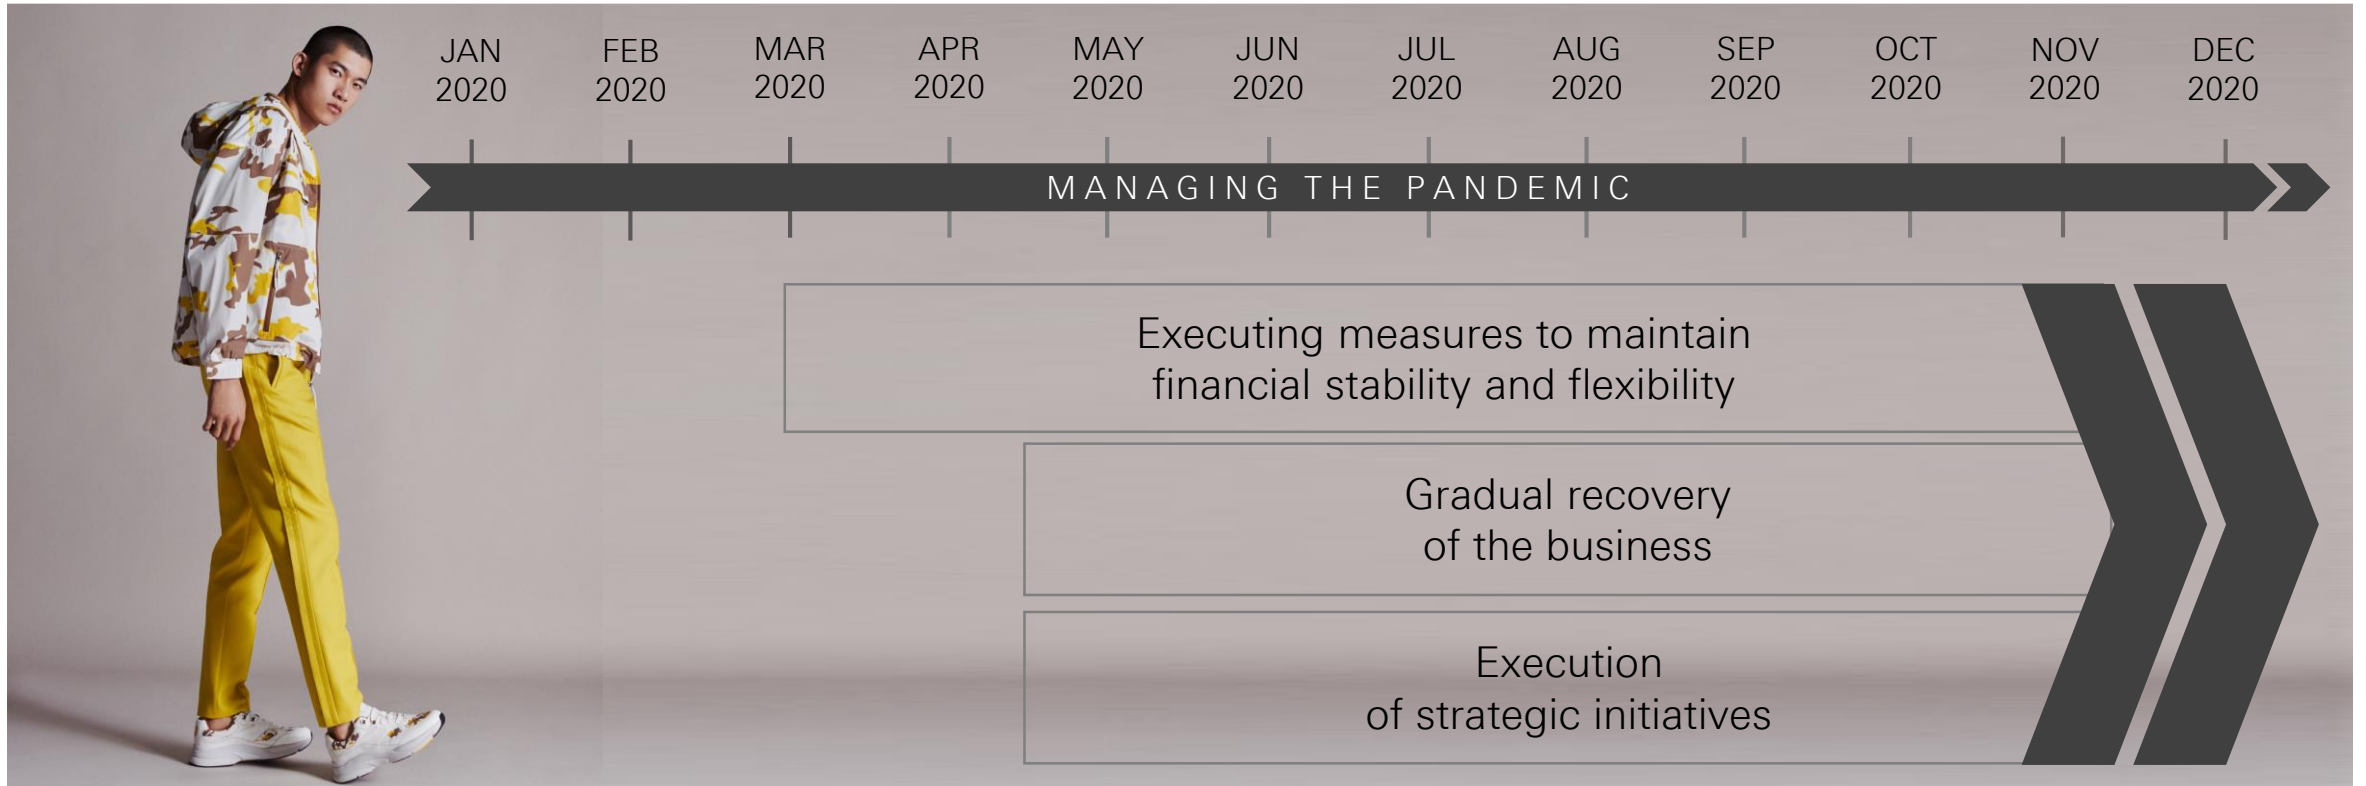 JAN FEB MAR APR MAY JUN JUL AUG SEP OCT NOV DEC
2020 2020 2020 2020 2020 2020 2020 2020 2020 2020 2020 2020
MANAGING THE PANDEMIC
Executing measures to maintain
financial stability and flexibility
Gradual recovery
of the business
Execution
of strategic initiatives